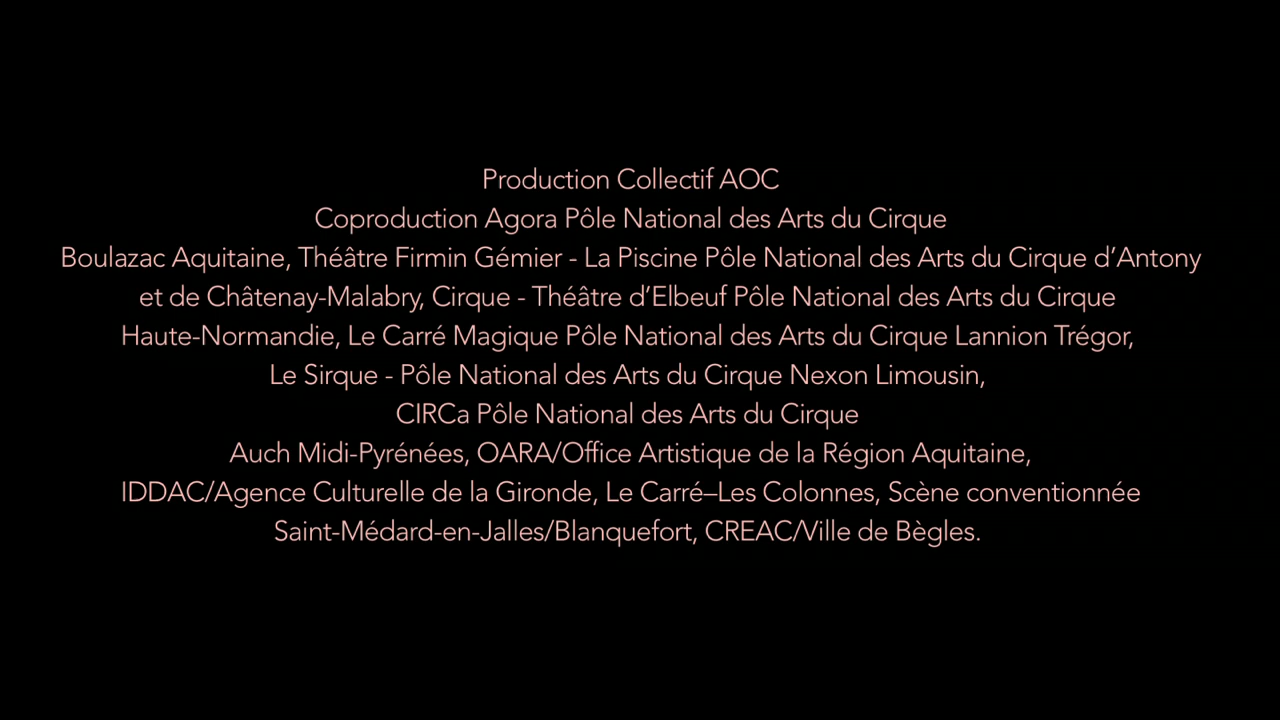 Production Collectif AOC
Coproduction Agora Pôle National des Arts du Cirque
Boulazac Aquitaine, Théâtre Firmin Gémier - La Piscine Pôle National des Arts du Cirque d’Antony
et de Châtenay-Malabry, Cirque - Théâtre d’Elbeuf Pôle National des Arts du Cirque
Haute-Normandie, Le Carré Magique Pôle National des Arts du Cirque Lannion Trégor,
Le Sirque - Pôle National des Arts du Cirque Nexon Limousin,
CIRCa Pôle National des Arts du Cirque
Auch Midi-Pyrénées, OARA/Office Artistique de la Région Aquitaine,
IDDAC/Agence Culturelle de la Gironde, Le Carré–Les Colonnes, Scène conventionnée
Saint-Médard-en-Jalles/Blanquefort, CREAC/Ville de Bègles.